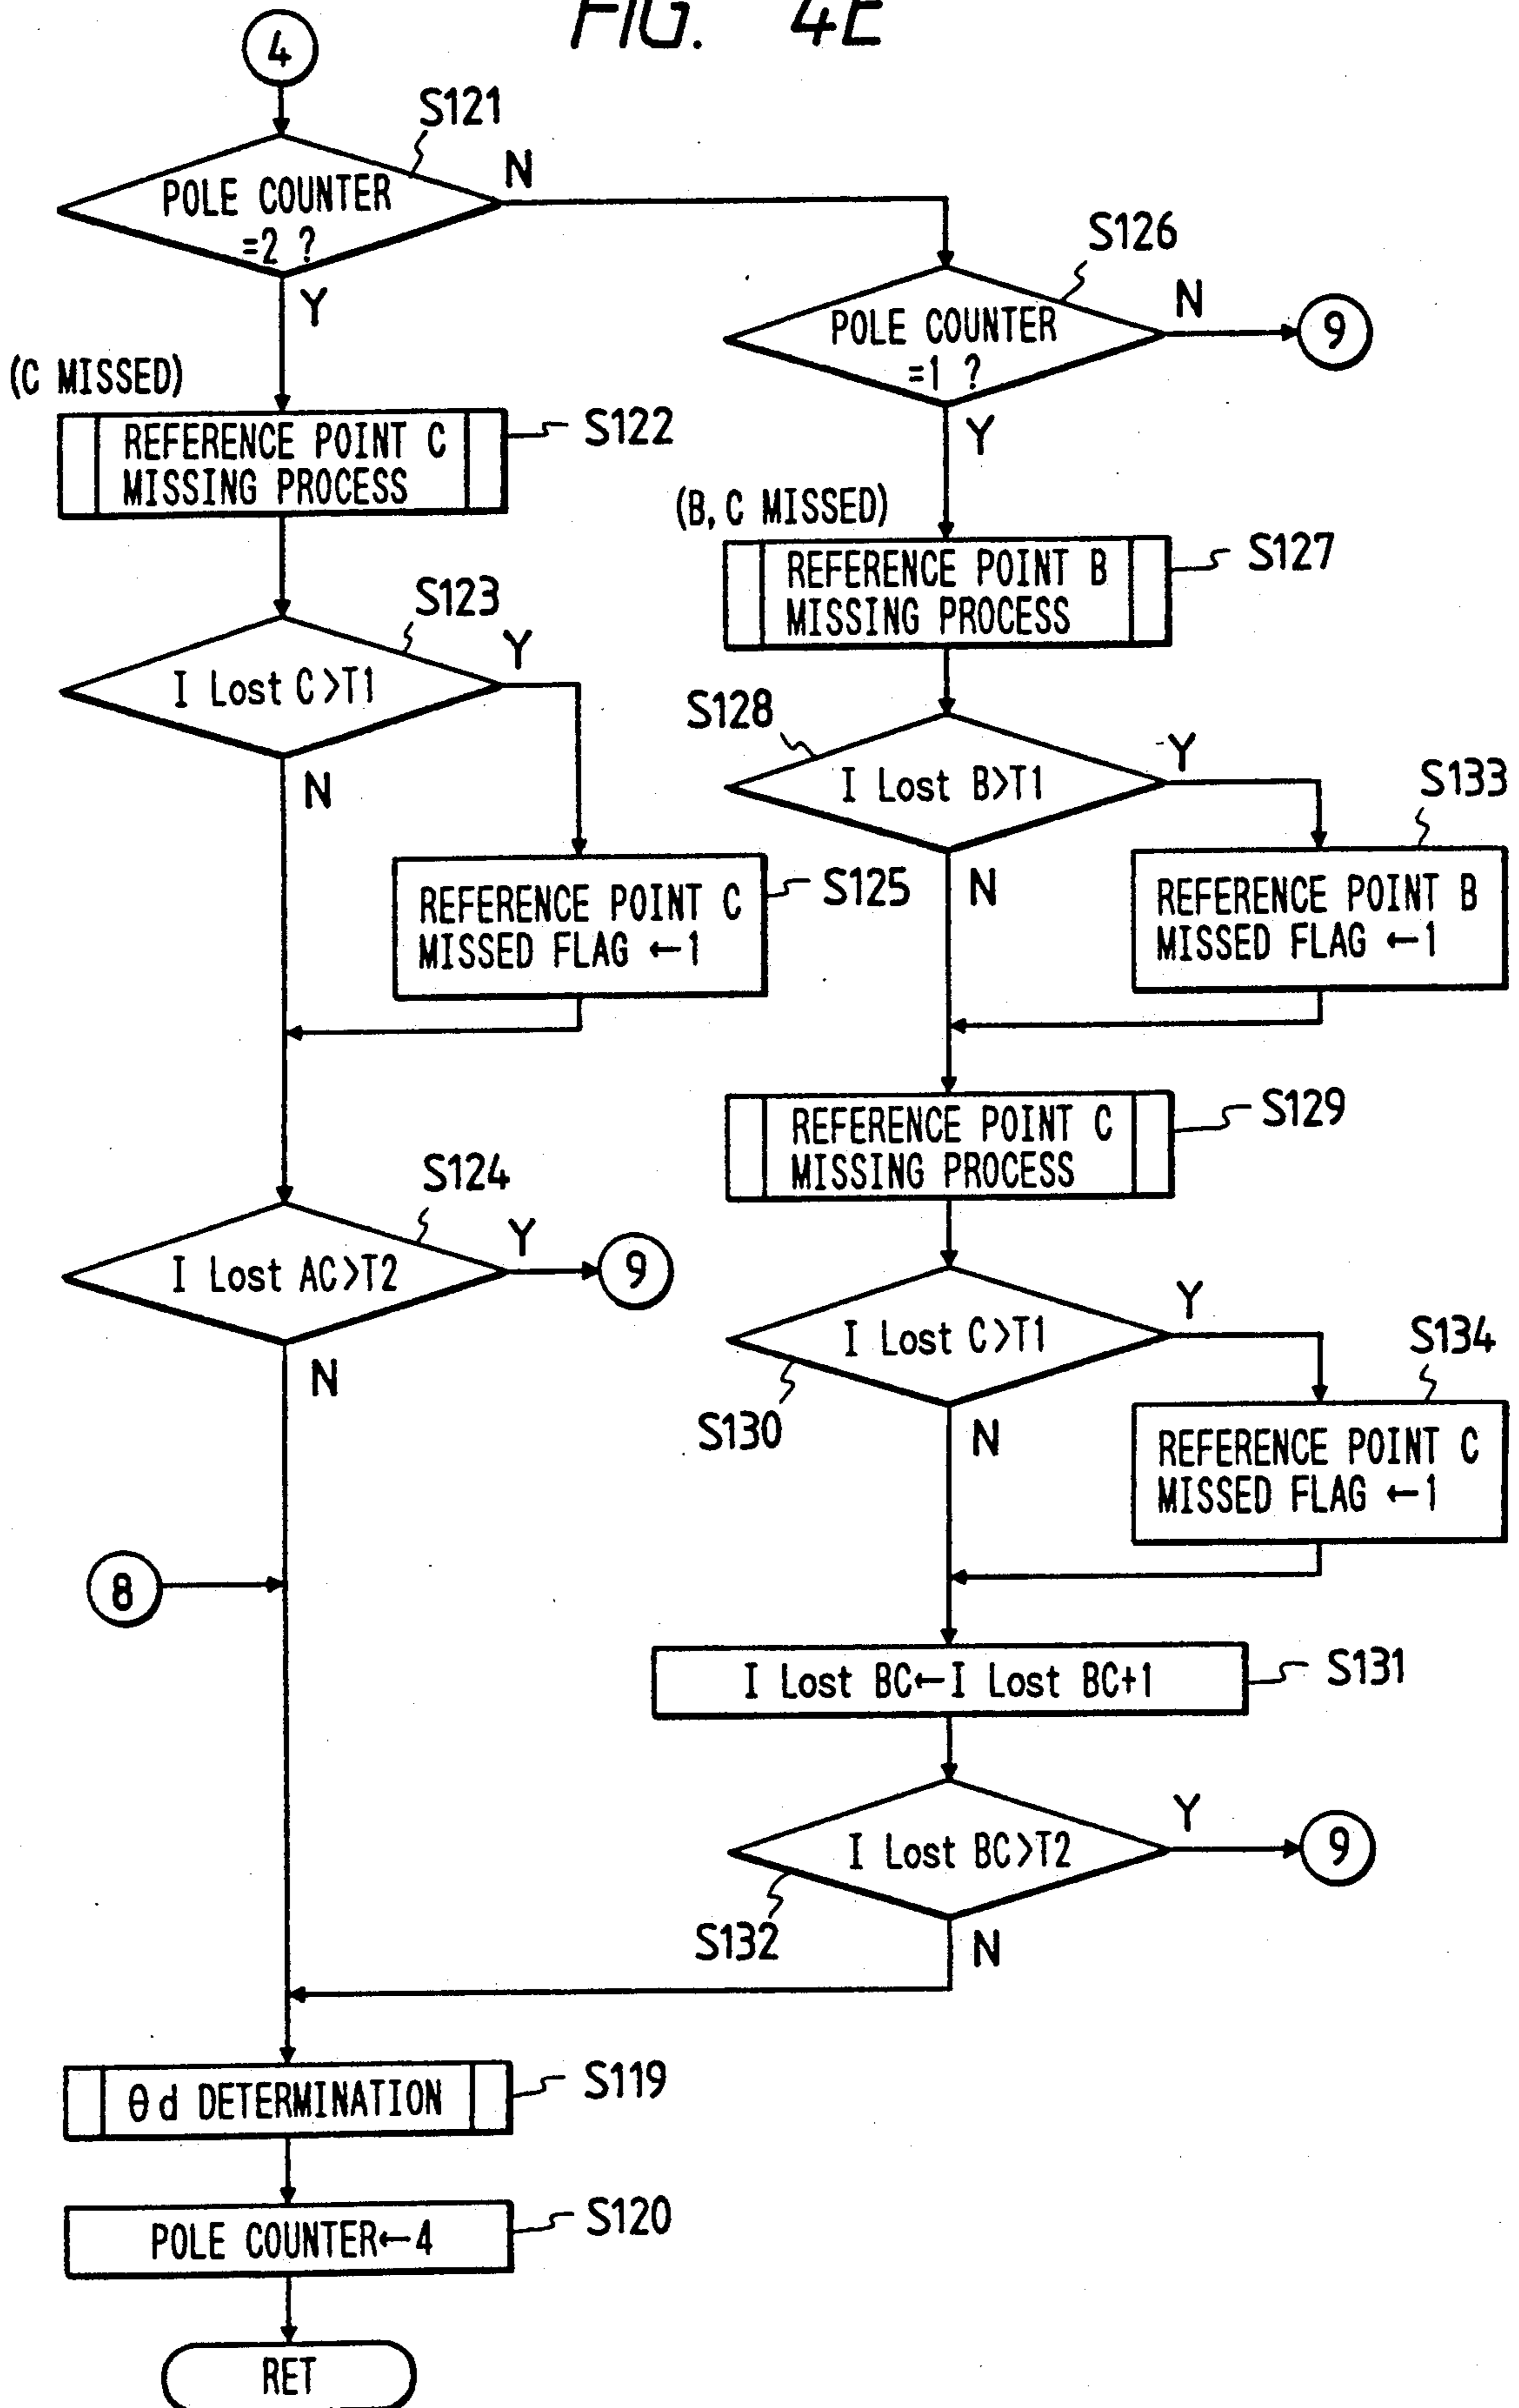 FIG. 4E
4
S121
POLE COUNTER
=2 ?
N
Y
S126
POLE COUNTER
=1 ?
N
9
Y
(C MISSED)
REFERENCE POINT C
MISSING PROCESS
S122
(B, C MISSED)
REFERENCE POINT B
MISSING PROCESS
S127
S123
I Lost C>T1
Y
N
S128
I Lost B>T1
Y
N
S133
REFERENCE POINT B
MISSED FLAG ←1
REFERENCE POINT C
MISSED FLAG ←1
S125
REFERENCE POINT C
MISSING PROCESS
S129
S124
I Lost AC>T2
Y
9
N
I Lost C>T1
Y
S130
N
S134
REFERENCE POINT C
MISSED FLAG ←1
8
I Lost BC←I Lost BC+1
S131
I Lost BC>T2
Y
9
S132
N
θd DETERMINATION
S119
POLE COUNTER←4
S120
RET